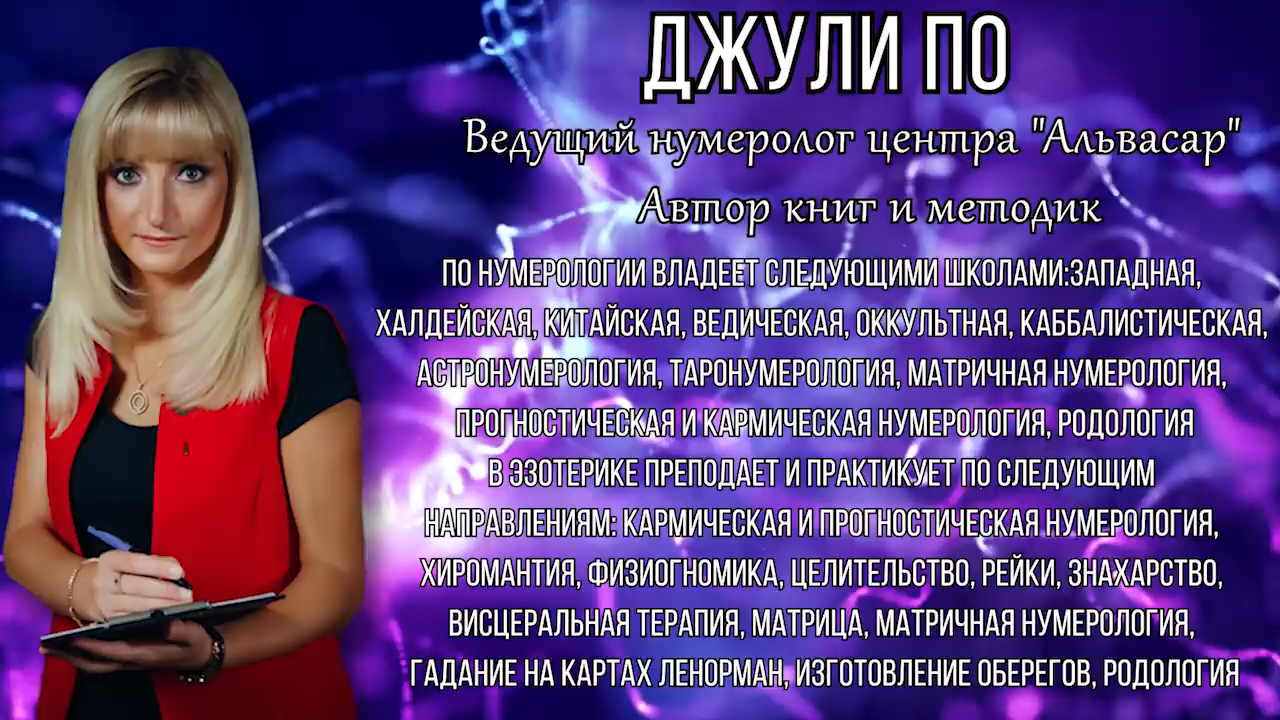 ДЖУЛИ ПО
Ведущий нумеролог центра "Альвасар"
Автор книг и методик
ПО НУМЕРОЛОГИИ ВЛАДЕЕТ СЛЕДУЮЩИМИ ШКОЛАМИ:ЗАПАДНАЯ,
ХАЛДЕЙСКАЯ, КИТАЙСКАЯ, ВЕДИЧЕСКАЯ, ОККУЛЬТНАЯ, КАББАЛИСТИЧЕСКАЯ,
АСТРОНУМЕРОЛОГИЯ, ТАРОНУМЕРОЛОГИЯ, МАТРИЧНАЯ НУМЕРОЛОГИЯ,
ПРОГНОСТИЧЕСКАЯ И КАРМИЧЕСКАЯ НУМЕРОЛОГИЯ, РОДОЛОГИЯ
В ЭЗОТЕРИКЕ ПРЕПОДАЕТ И ПРАКТИКУЕТ ПО СЛЕДУЮЩИМ
НАПРАВЛЕНИЯМ: КАРМИЧЕСКАЯ И ПРОГНОСТИЧЕСКАЯ НУМЕРОЛОГИЯ,
ХИРОМАНТИЯ, ФИЗИОГНОМИКА, ЦЕЛИТЕЛЬСТВО, РЕЙКИ, ЗНАХАРСТВО,
ВИСЦЕРАЛЬНАЯ ТЕРАПИЯ, МАТРИЦА, МАТРИЧНАЯ НУМЕРОЛОГИЯ,
ГАДАНИЕ НА КАРТАХ ЛЕНОРМАН, ИЗГОТОВЛЕНИЕ ОБЕРЕГОВ, РОДОЛОГИЯ